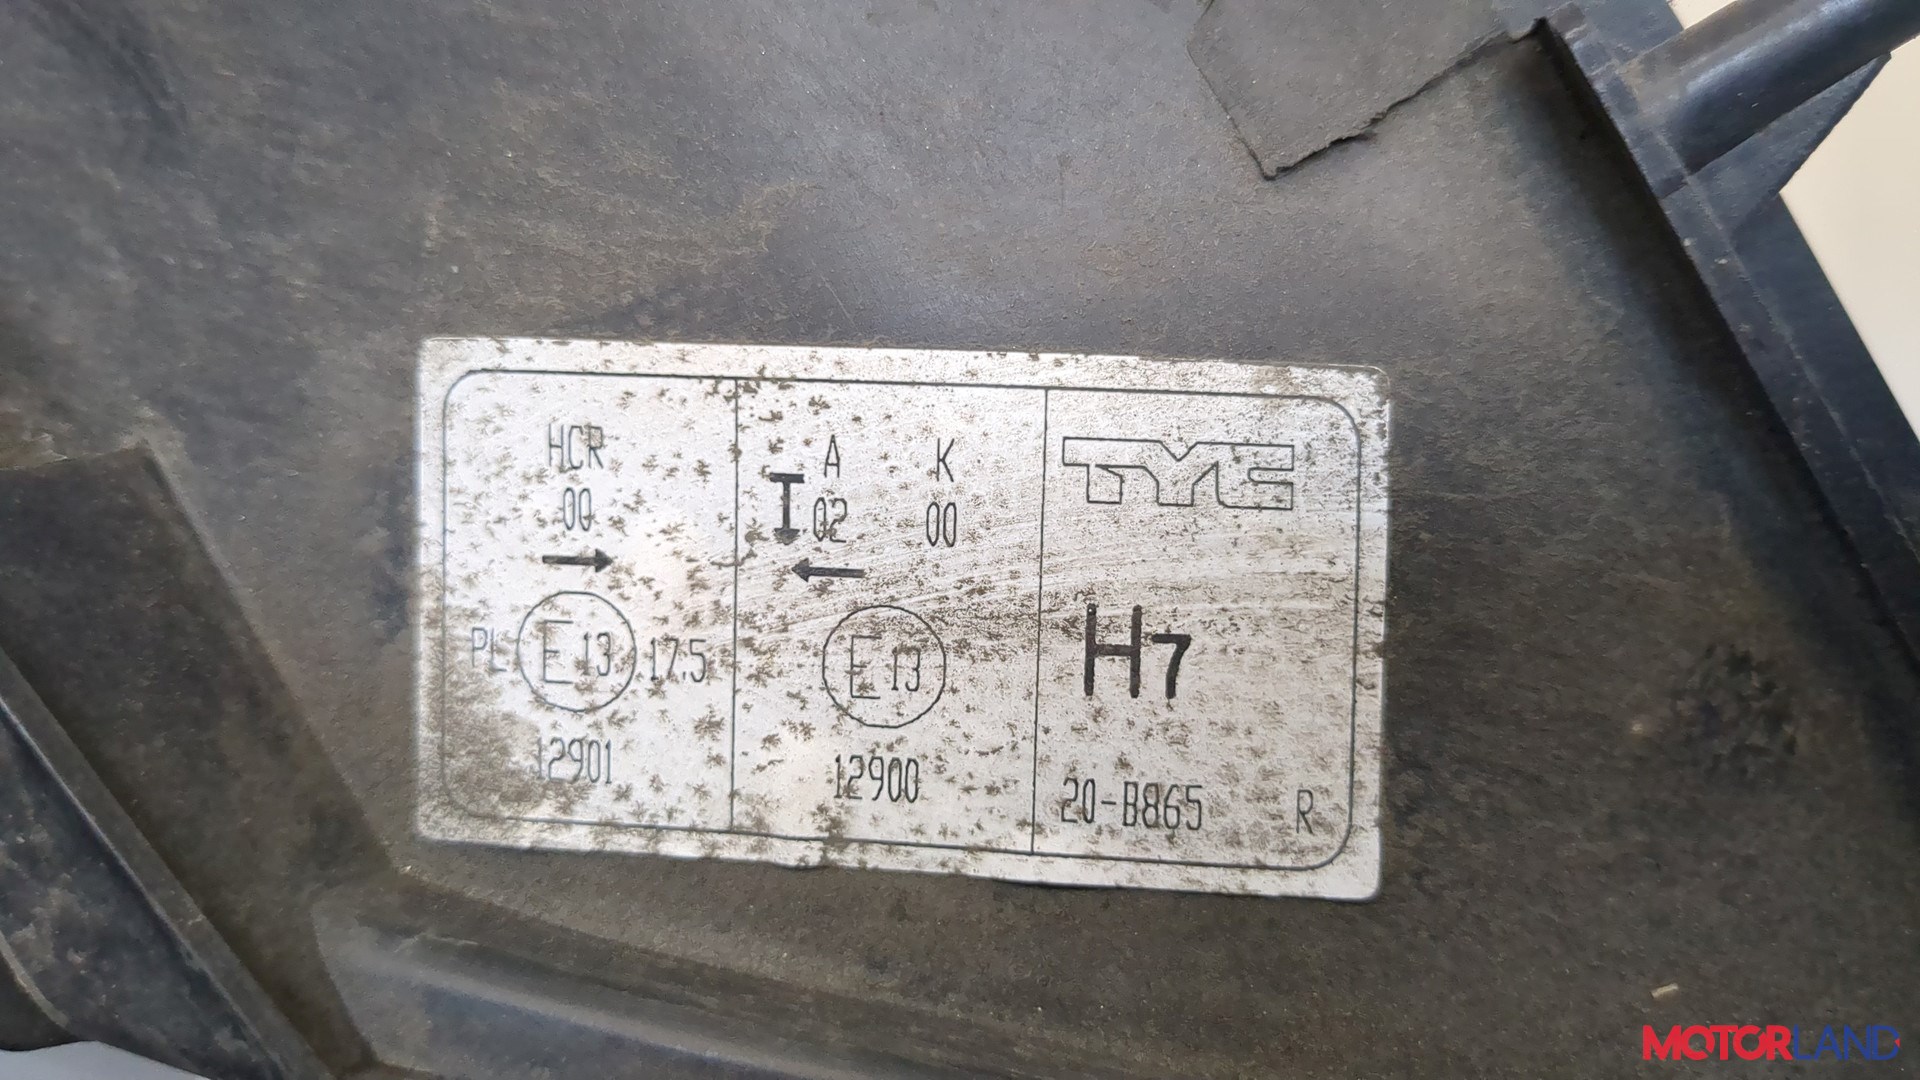 HCR
00
→
PL E13 17.5
12901
A K
I 02 00
←
E13
12900
TYC
H7
20-B865 R
MOTORLAND